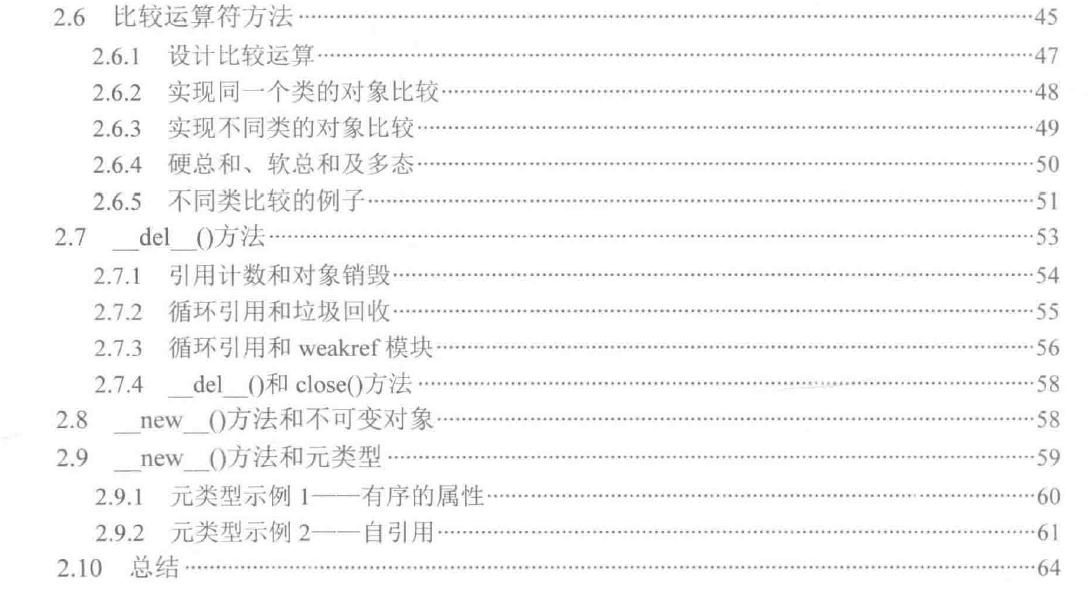 2.6 比较运算符方法 45
2.6.1 设计比较运算 47
2.6.2 实现同一个类的对象比较 48
2.6.3 实现不同类的对象比较 49
2.6.4 硬总和、软总和及多态 50
2.6.5 不同类比较的例子 51
2.7 __del__()方法 53
2.7.1 引用计数和对象销毁 54
2.7.2 循环引用和垃圾回收 55
2.7.3 循环引用和 weakref 模块 56
2.7.4 __del__()和 close()方法 58
2.8 __new__()方法和不可变对象 58
2.9 __new__()方法和元类型 59
2.9.1 元类型示例 1——有序的属性 60
2.9.2 元类型示例 2——自引用 61
2.10 总结 64